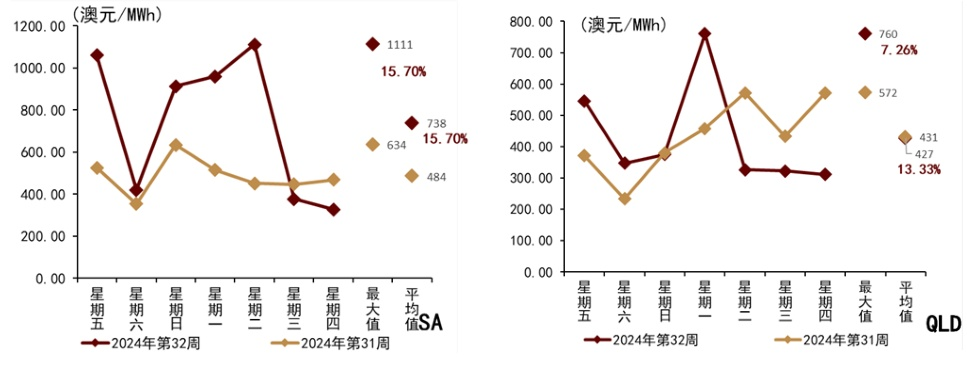 (澳元/MWh)
1200.00
1000.00
800.00
600.00
400.00
200.00
0.00
1111
15.70%
738
15.70%
634
484
星期五
星期六
星期日
星期一
星期二
星期三
星期四
最大值
平均值
SA
2024年第32周
2024年第31周
(澳元/MWh)
800.00
700.00
600.00
500.00
400.00
300.00
200.00
100.00
0.00
760
7.26%
572
431
427
13.33%
星期五
星期六
星期日
星期一
星期二
星期三
星期四
最大值
平均值
QLD
2024年第32周
2024年第31周